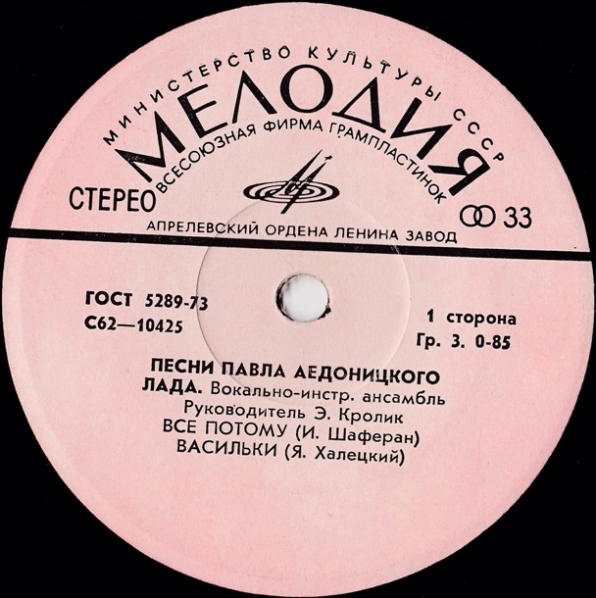 МИНИСТЕРСТВО КУЛЬТУРЫ СССР
МЕЛОДИЯ
ВСЕСОЮЗНАЯ ФИРМА ГРАМПЛАСТИНОК
СТЕРЕО
33
АПРЕЛЕВСКИЙ ОРДЕНА ЛЕНИНА ЗАВОД
ГОСТ 5289-73
С62—10425
1 сторона
Гр. 3. 0-85
ПЕСНИ ПАВЛА АЕДОНИЦКОГО
ЛАДА. Вокально-инстр. ансамбль
Руководитель Э. Кролик
ВСЕ ПОТОМУ (И. Шаферан)
ВАСИЛЬКИ (Я. Халецкий)